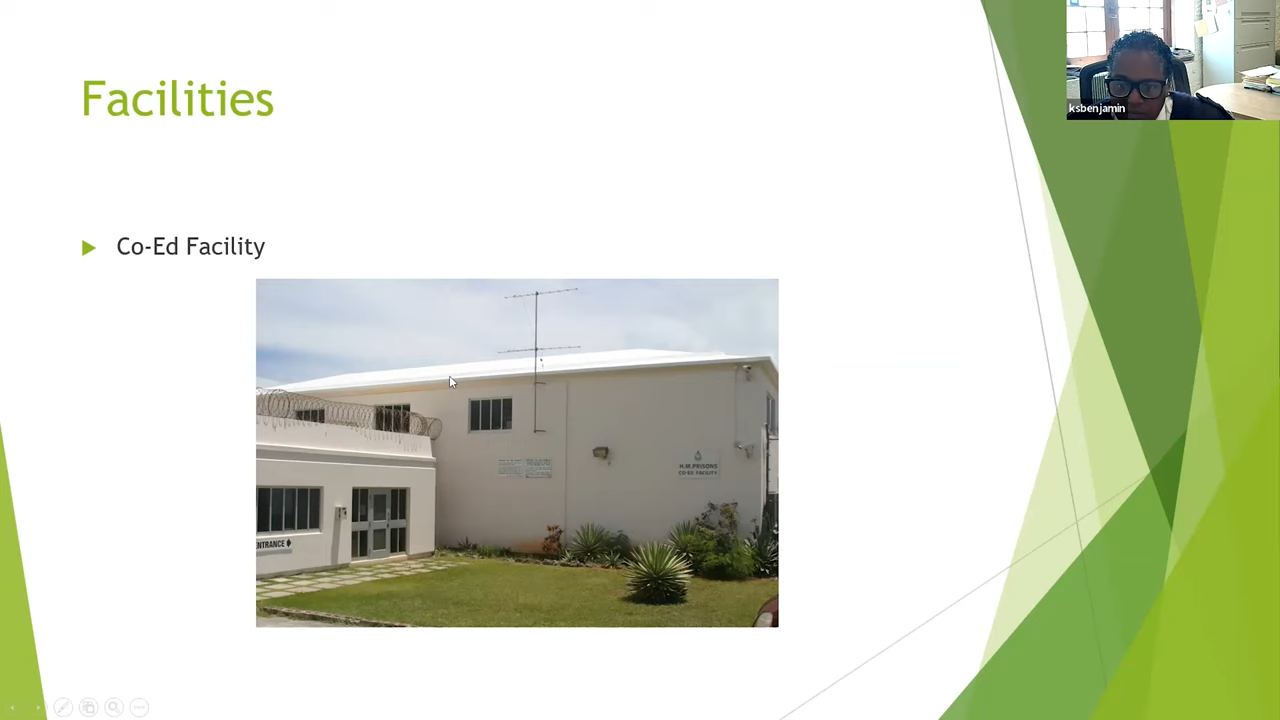 Facilities
ksbenjamin
Co-Ed Facility
H.M.PRISONS
CO-ED FACILITY
ENTRANCE